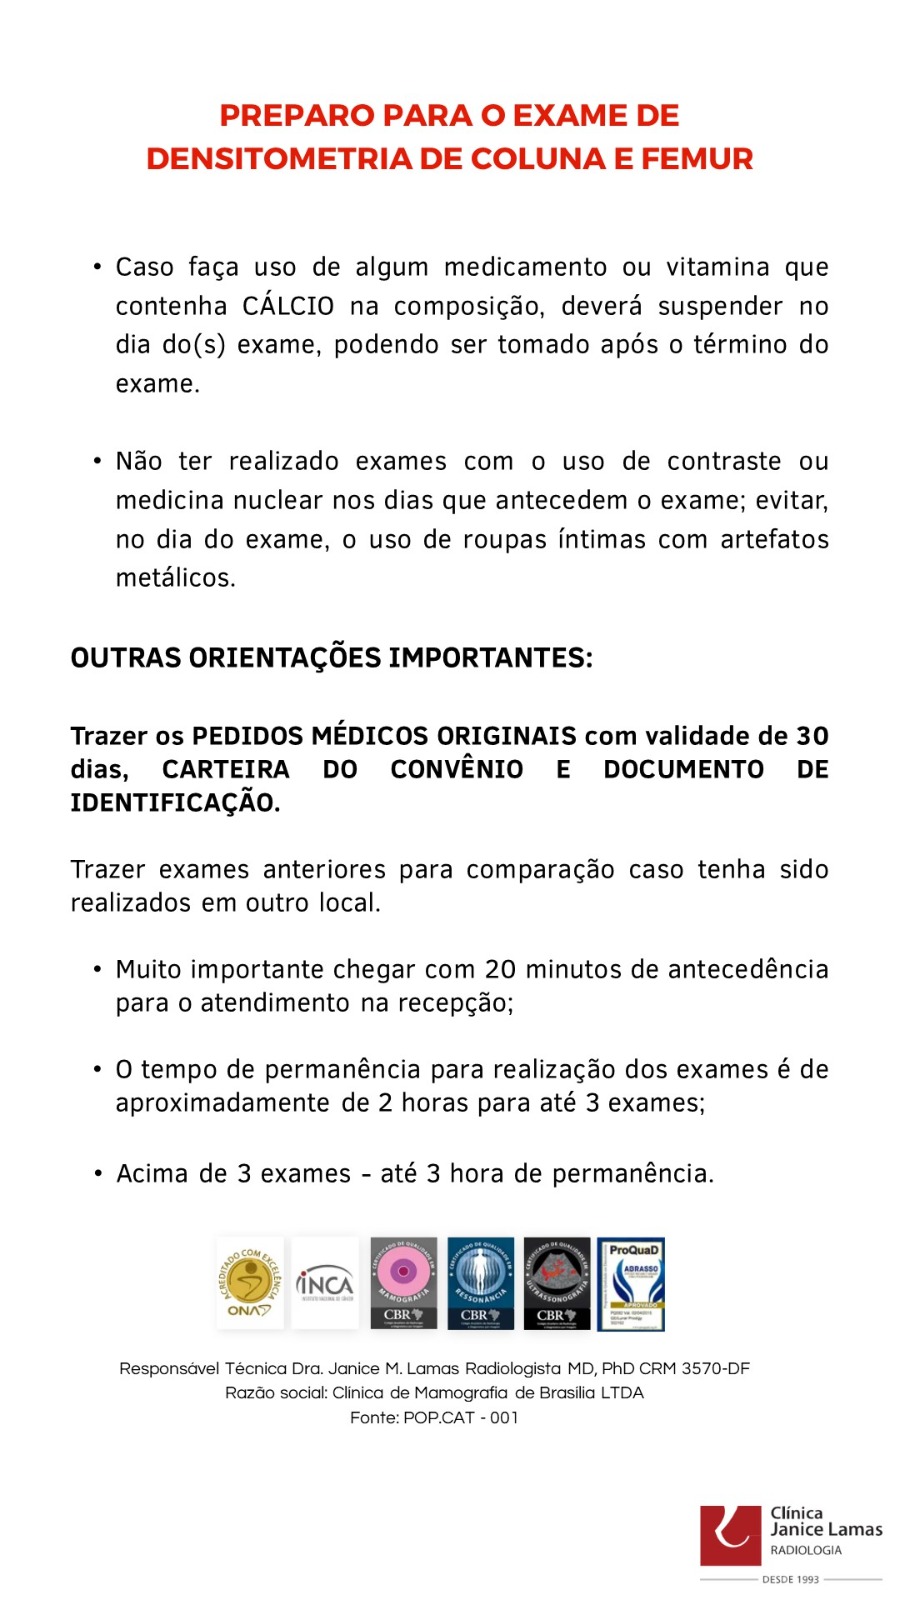 PREPARO PARA O EXAME DE
DENSITOMETRIA DE COLUNA E FEMUR
• Caso faça uso de algum medicamento ou vitamina que
contenha CÁLCIO na composição, deverá suspender no
dia do(s) exame, podendo ser tomado após o término do
exame.
• Não ter realizado exames com o uso de contraste ou
medicina nuclear nos dias que antecedem o exame; evitar,
no dia do exame, o uso de roupas íntimas com artefatos
metálicos.
OUTRAS ORIENTAÇÕES IMPORTANTES:
Trazer os PEDIDOS MÉDICOS ORIGINAIS com validade de 30
dias, CARTEIRA DO CONVÊNIO E DOCUMENTO DE
IDENTIFICAÇÃO.
Trazer exames anteriores para comparação caso tenha sido
realizados em outro local.
• Muito importante chegar com 20 minutos de antecedência
para o atendimento na recepção;
• O tempo de permanência para realização dos exames é de
aproximadamente de 2 horas para até 3 exames;
• Acima de 3 exames - até 3 hora de permanência.
ACREDITADO COM EXCELÊNCIA
ONA
INCA
CERTIFICADO DE QUALIDADE EM
MAMOGRAFIA
CBR
CERTIFICADO DE QUALIDADE EM
RESSONÂNCIA
CBR
CERTIFICADO DE QUALIDADE EM
ULTRASSONOGRAFIA
CBR
ProQuaD
ABRASSO
APROVADO
Responsável Técnica Dra. Janice M. Lamas Radiologista MD, PhD CRM 3570-DF
Razão social: Clínica de Mamografia de Brasilia LTDA
Fonte: POP.CAT - 001
Clínica
Janice Lamas
RADIOLOGIA
DESDE 1993